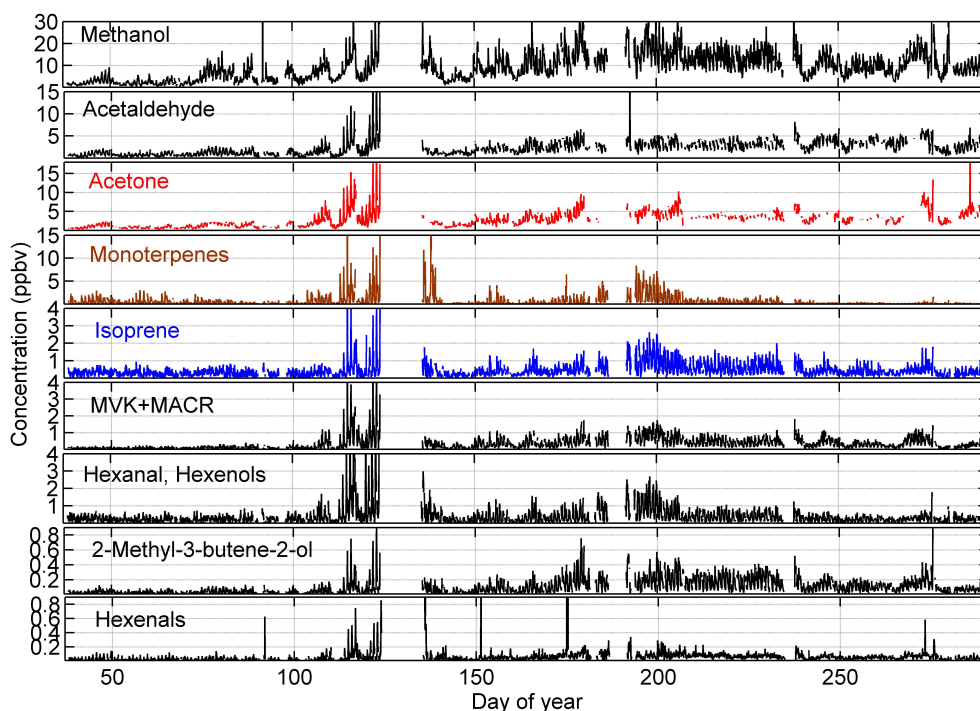 30
20
10
Methanol
15
10
5
Acetaldehyde
15
10
5
Acetone
15
10
5
Monoterpenes
4
3
2
1
Isoprene
4
3
2
1
MVK+MACR
4
3
2
1
Hexanal, Hexenols
0.8
0.6
0.4
0.2
2-Methyl-3-butene-2-ol
0.8
0.6
0.4
0.2
Hexenals
Concentration (ppbv)
50 100 150 200 250
Day of year